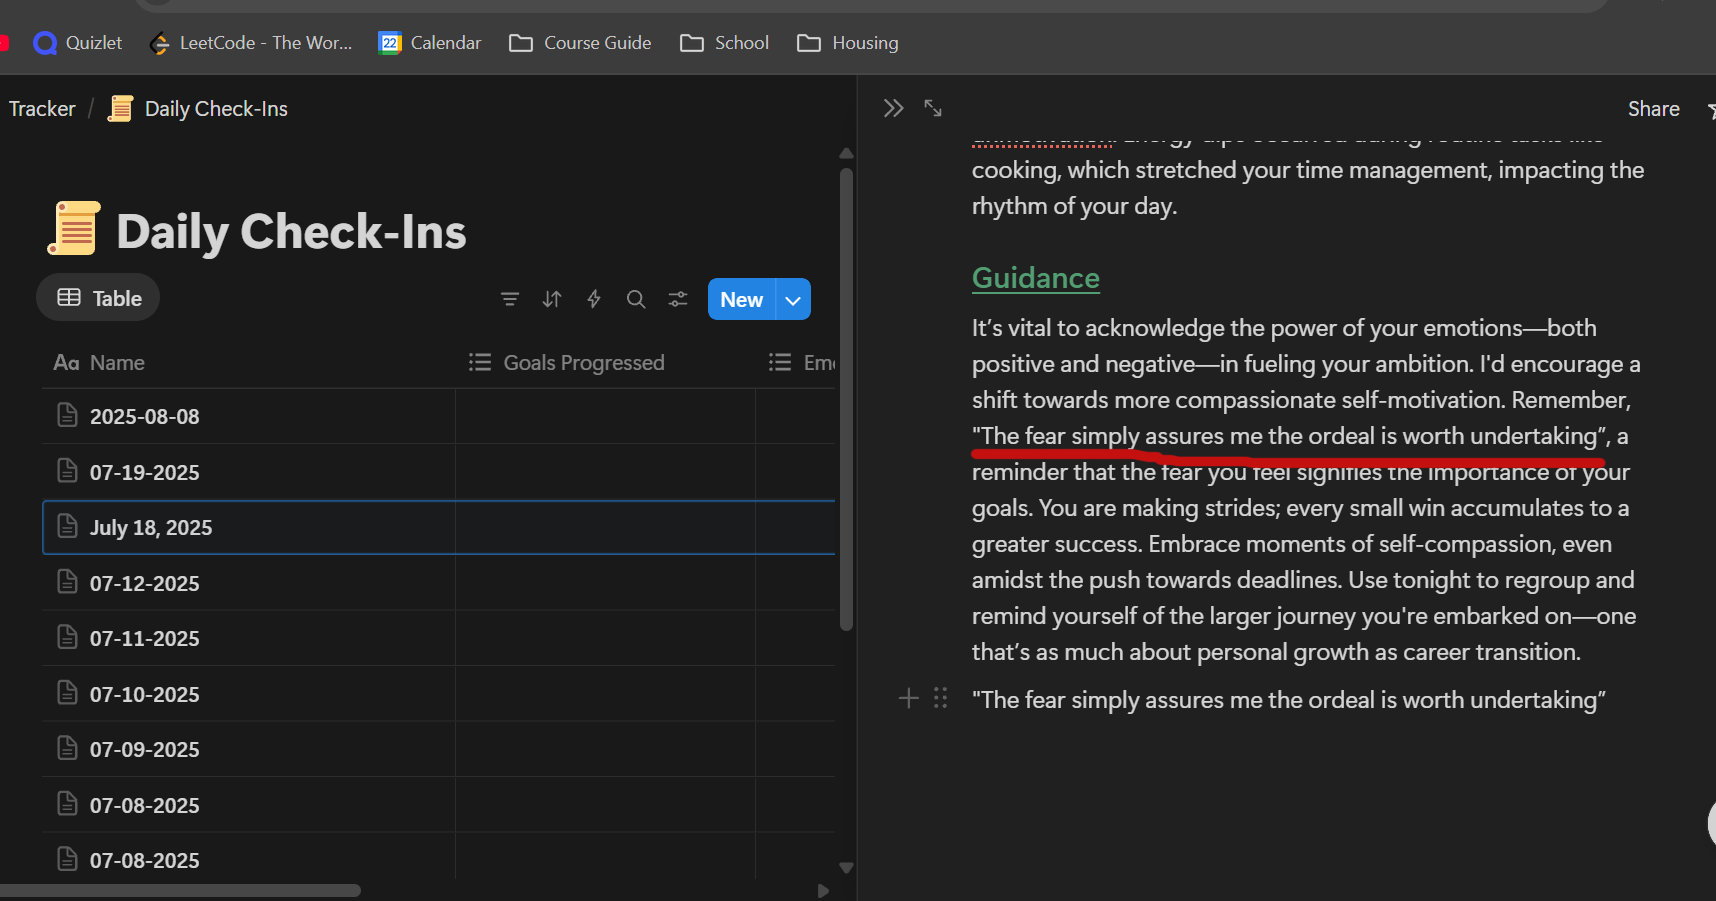 Quizlet
LeetCode - The Wor...
22
Calendar
Course Guide
School
Housing
Tracker / Daily Check-Ins
Share
Daily Check-Ins
Table
New
Aa Name
Goals Progressed
2025-08-08
07-19-2025
July 18, 2025
07-12-2025
07-11-2025
07-10-2025
07-09-2025
07-08-2025
07-08-2025
cooking, which stretched your time management, impacting the
rhythm of your day.
Guidance
It’s vital to acknowledge the power of your emotions—both
positive and negative—in fueling your ambition. I'd encourage a
shift towards more compassionate self-motivation. Remember,
"The fear simply assures me the ordeal is worth undertaking”, a
reminder that the fear you feel signifies the importance of your
goals. You are making strides; every small win accumulates to a
greater success. Embrace moments of self-compassion, even
amidst the push towards deadlines. Use tonight to regroup and
remind yourself of the larger journey you're embarked on—one
that’s as much about personal growth as career transition.
"The fear simply assures me the ordeal is worth undertaking”